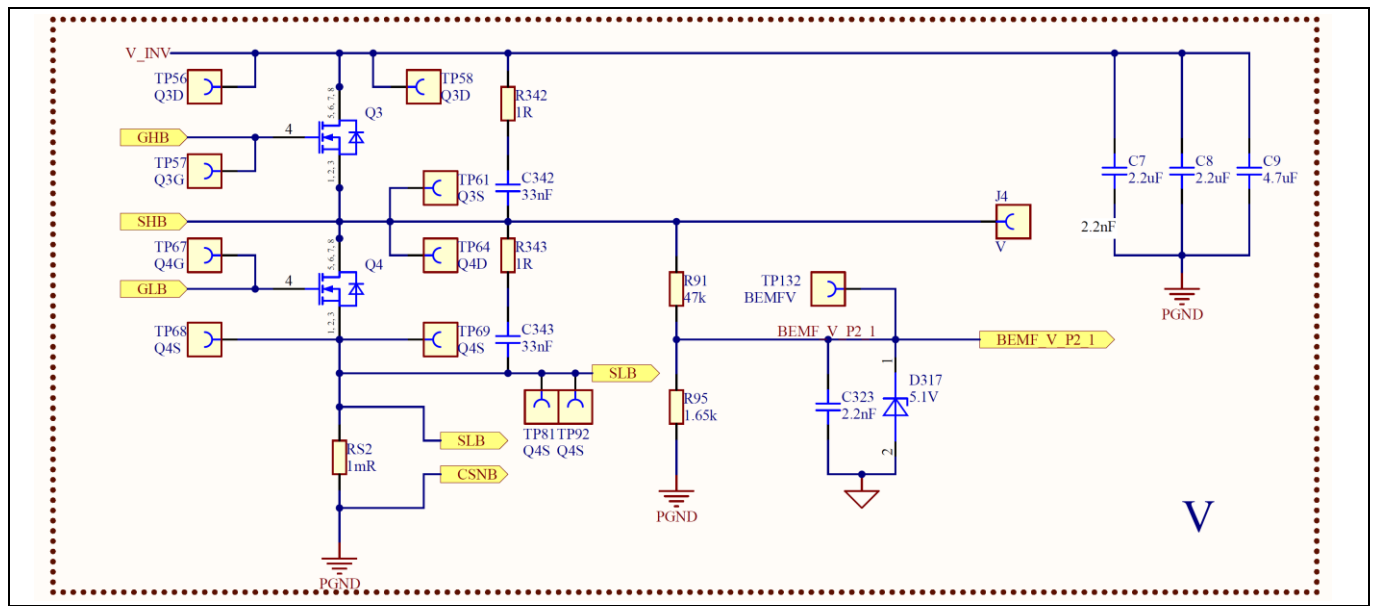 V_INV
TP56
Q3D
TP58
Q3D
R342
1R
5, 6, 7, 8
Q3
GHB
4
TP57
Q3G
1, 2, 3
TP61
Q3S
C342
33nF
C7
2.2uF
C8
2.2uF
C9
4.7uF
J4
V
2.2nF
SHB
TP67
Q4G
5, 6, 7, 8
TP64
Q4D
R343
1R
Q4
GLB
4
R91
47k
TP132
BEMFV
PGND
TP68
Q4S
1, 2, 3
TP69
Q4S
C343
33nF
BEMF_V_P2_1
BEMF_V_P2_1
1
SLB
D317
5.1V
R95
1.65k
C323
2.2nF
TP81
Q4S
TP92
Q4S
SLB
2
RS2
1mR
CSNB
PGND
V
PGND